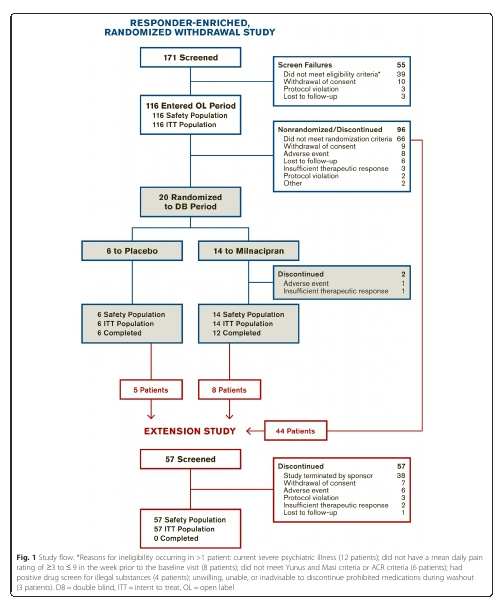 RESPONDER-ENRICHED,
RANDOMIZED WITHDRAWAL STUDY
171 Screened
Screen Failures 55
Did not meet eligibility criteria* 39
Withdrawal of consent 10
Protocol violation 3
Lost to follow-up 3
116 Entered OL Period
116 Safety Population
116 ITT Population
Nonrandomized/Discontinued 96
Did not meet randomization criteria 66
Withdrawal of consent 9
Adverse event 8
Lost to follow-up 6
Insufficient therapeutic response 3
Protocol violation 2
Other 2
20 Randomized
to DB Period
6 to Placebo
14 to Milnacipran
Discontinued 2
Adverse event 1
Insufficient therapeutic response 1
6 Safety Population
6 ITT Population
6 Completed
14 Safety Population
14 ITT Population
12 Completed
5 Patients
8 Patients
EXTENSION STUDY
44 Patients
57 Screened
Discontinued 57
Study terminated by sponsor 38
Withdrawal of consent 7
Adverse event 6
Protocol violation 3
Insufficient therapeutic response 2
Lost to follow-up 1
57 Safety Population
57 ITT Population
0 Completed
Fig. 1 Study flow. *Reasons for ineligibility occurring in >1 patient: current severe psychiatric illness (12 patients); did not have a mean daily pain
rating of ≥3 to ≤ 9 in the week prior to the baseline visit (8 patients); did not meet Yunus and Masi criteria or ACR criteria (6 patients); had
positive drug screen for illegal substances (4 patients); unwilling, unable, or inadvisable to discontinue prohibited medications during washout
(3 patients). DB = double blind, ITT = intent to treat, OL = open label